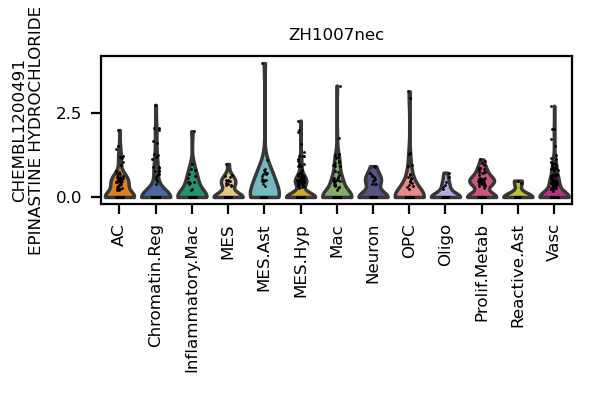 ZH1007nec
CHEMBL1200491
EPINASTINE HYDROCHLORIDE
2.5
0.0
AC
Chromatin.Reg
Inflammatory.Mac
MES
MES.Ast
MES.Hyp
Mac
Neuron
OPC
Oligo
Prolif.Metab
Reactive.Ast
Vasc